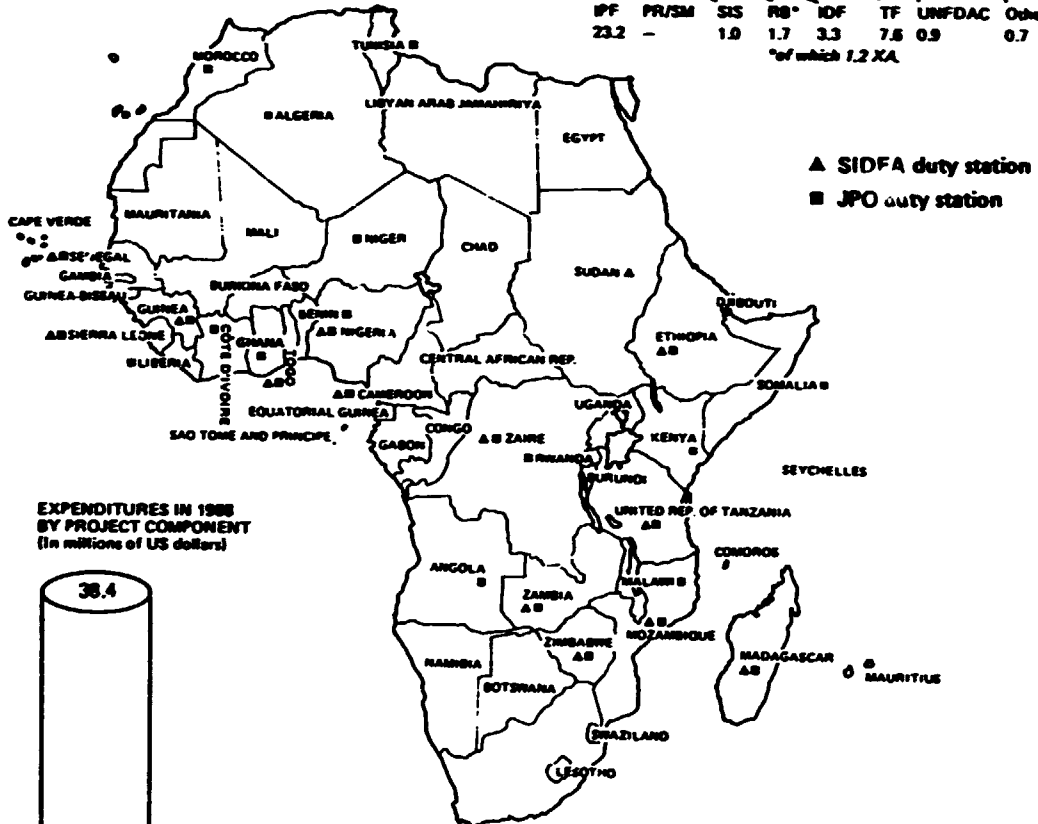 IPF PR/SM SIS RB* IDF TF UNFDAC Othe
23.2 – 1.0 1.7 3.3 7.6 0.9 0.7
*of which 1.2 XA.
▲ SIDFA duty station
■ JPO duty station
TUNISIA
MOROCCO
ALGERIA
LIBYAN ARAB JAMAHIRIYA
EGYPT
MAURITANIA
MALI
NIGER
CHAD
SUDAN
CAPE VERDE
SENEGAL
GAMBIA
GUINEA-BISSAU
GUINEA
SIERRA LEONE
LIBERIA
COTE D'IVOIRE
BURKINA FASO
GHANA
TOGO
BENIN
NIGERIA
CAMEROON
CENTRAL AFRICAN REP.
DJIBOUTI
ETHIOPIA
SOMALIA
EQUATORIAL GUINEA
SAO TOME AND PRINCIPE
GABON
CONGO
ZAIRE
UGANDA
KENYA
RWANDA
BURUNDI
SEYCHELLES
UNITED REP. OF TANZANIA
COMOROS
ANGOLA
ZAMBIA
MALAWI
MOZAMBIQUE
ZIMBABWE
MADAGASCAR
MAURITIUS
NAMIBIA
BOTSWANA
SWAZILAND
LESOTHO
EXPENDITURES IN 1988
BY PROJECT COMPONENT
(In millions of US dollars)
38.4